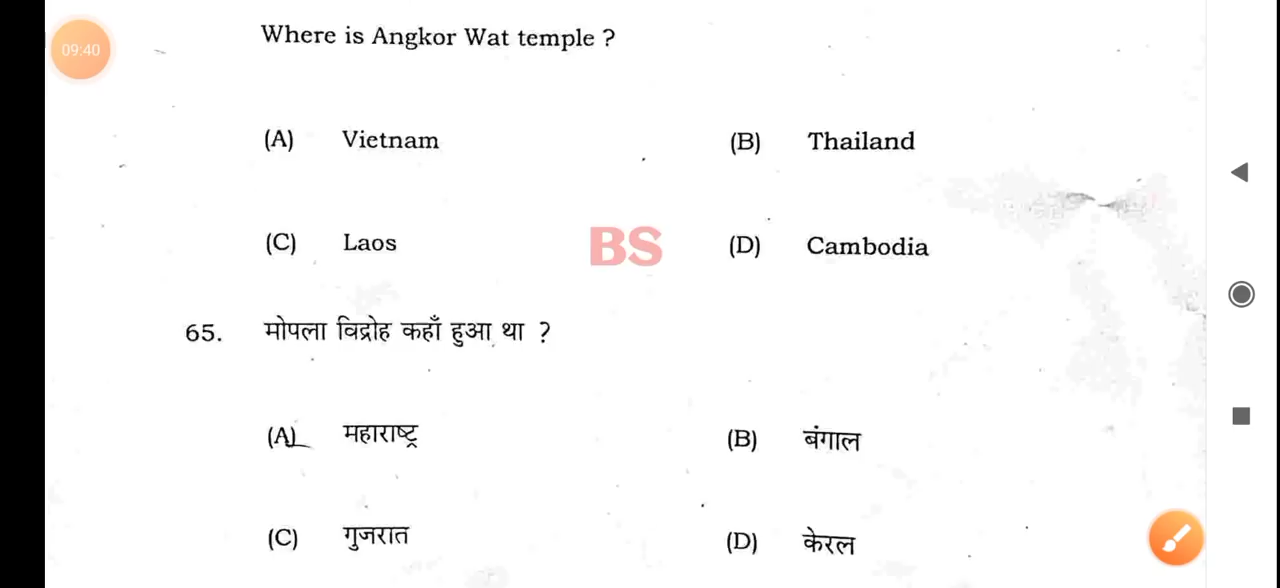 09:40
Where is Angkor Wat temple ?
(A) Vietnam (B) Thailand
(C) Laos (D) Cambodia
BS
65. मोपला विद्रोह कहाँ हुआ था ?
(A) महाराष्ट्र (B) बंगाल
(C) गुजरात (D) केरल